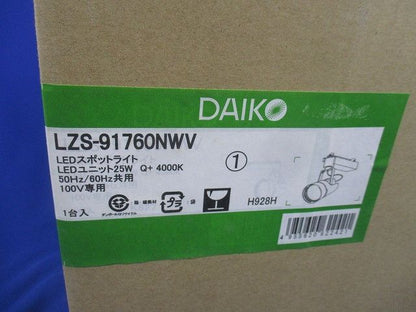 DAIKO
LZS-91760NWV
LEDスポットライト
LEDユニット25W Q+ 4000K
50Hz/60Hz共用
100V専用
1台入
①
プラ
H928H